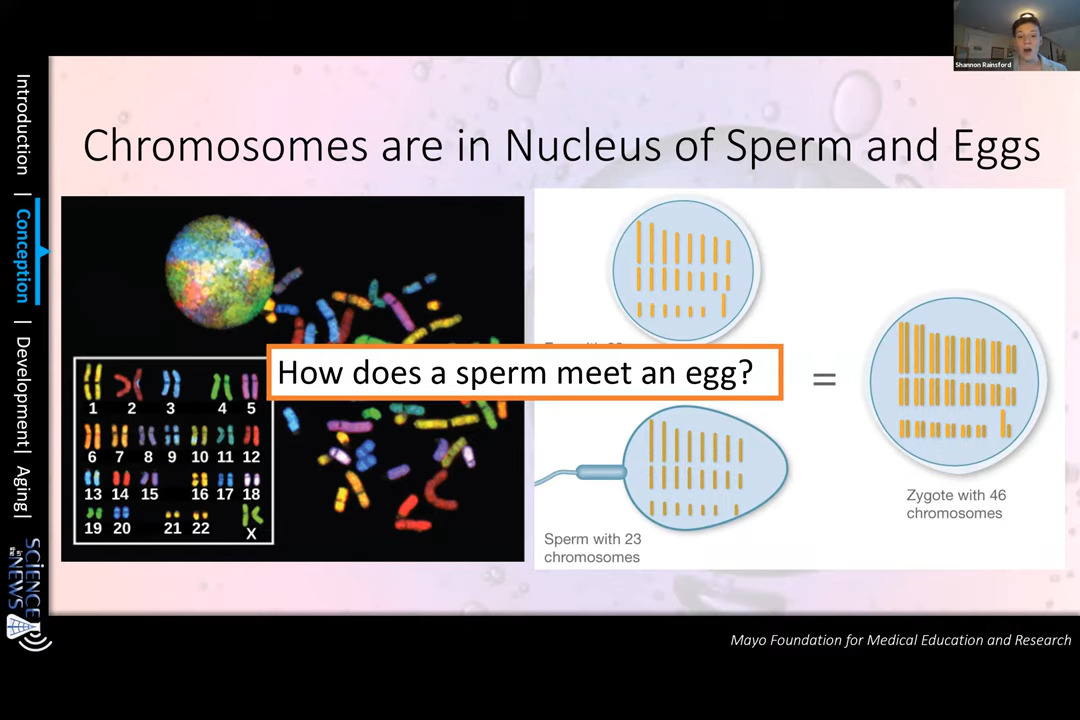 Shannon Rainsford
Introduction | Conception | Development| Aging|
SCIENCE
IN THE
NEWS
Chromosomes are in Nucleus of Sperm and Eggs
1 2 3 4 5
6 7 8 9 10 11 12
13 14 15 16 17 18
19 20 21 22 X
How does a sperm meet an egg?
=
Sperm with 23
chromosomes
Zygote with 46
chromosomes
Mayo Foundation for Medical Education and Research